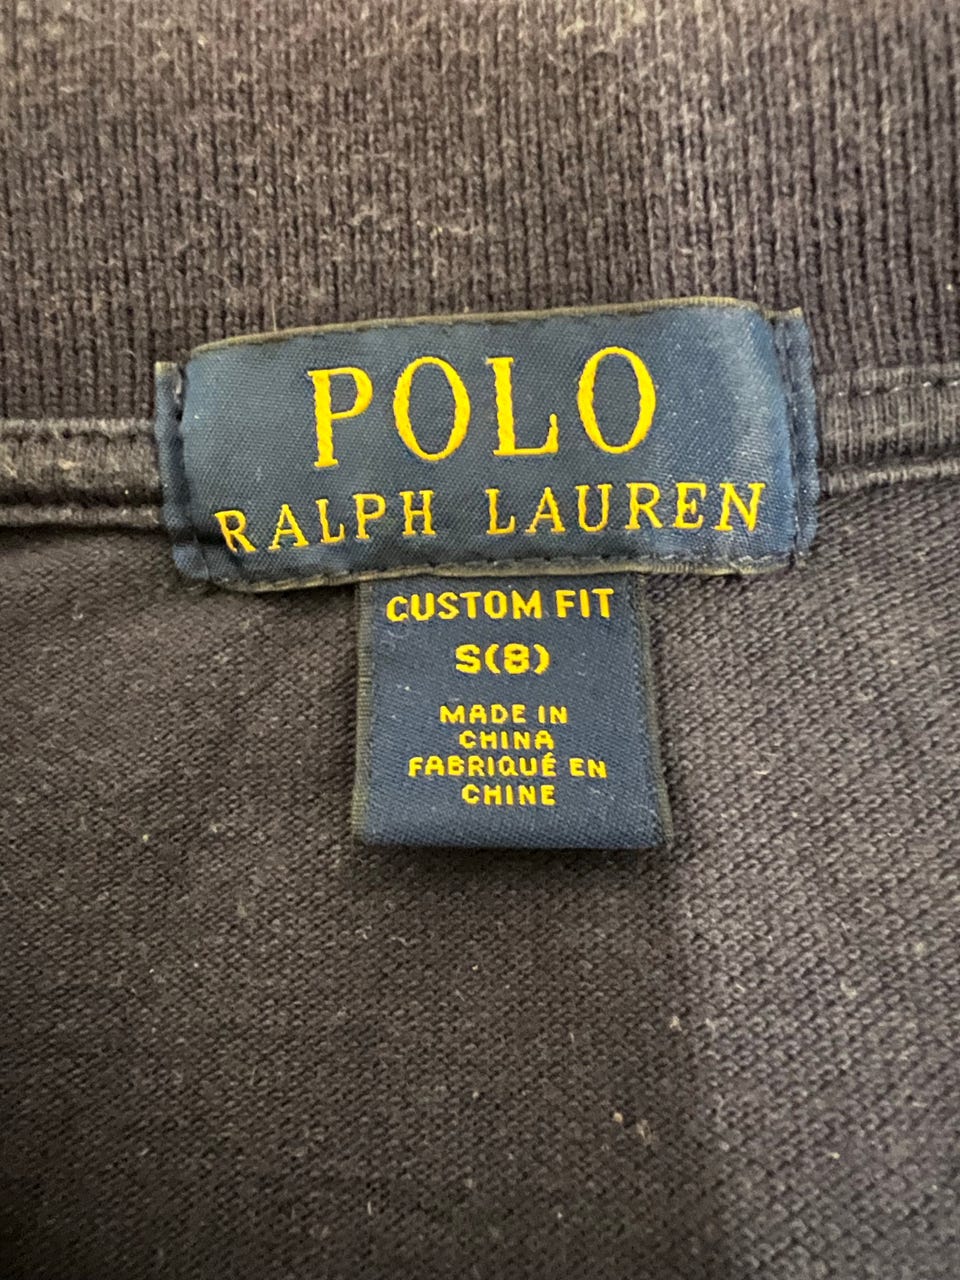 POLO
RALPH LAUREN
CUSTOM FIT
S(8)
MADE IN
CHINA
FABRIQUÉ EN
CHINE